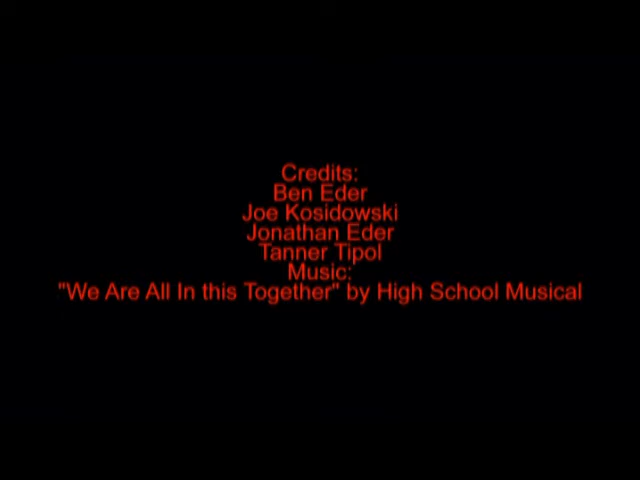 Credits:
Ben Eder
Joe Kosidowski
Jonathan Eder
Tanner Tipol
Music:
"We Are All In this Together" by High School Musical